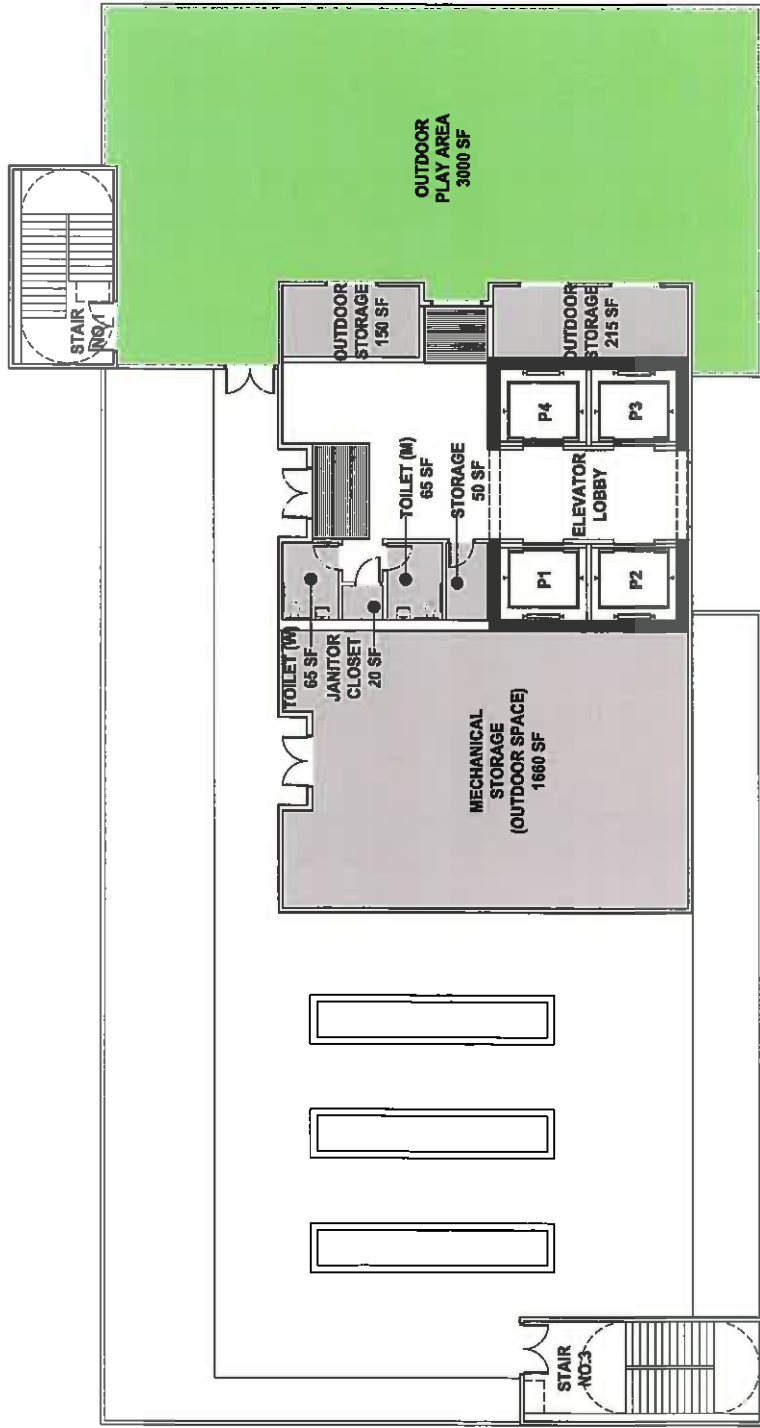 STAIR
NO.1
OUTDOOR
PLAY AREA
3000 SF
OUTDOOR
STORAGE
150 SF
OUTDOOR
STORAGE
215 SF
TOILET (M)
65 SF
STORAGE
50 SF
P4
P3
ELEVATOR
LOBBY
P1
P2
TOILET (W)
65 SF
JANITOR
CLOSET
20 SF
MECHANICAL
STORAGE
(OUTDOOR SPACE)
1660 SF
STAIR
NO.3